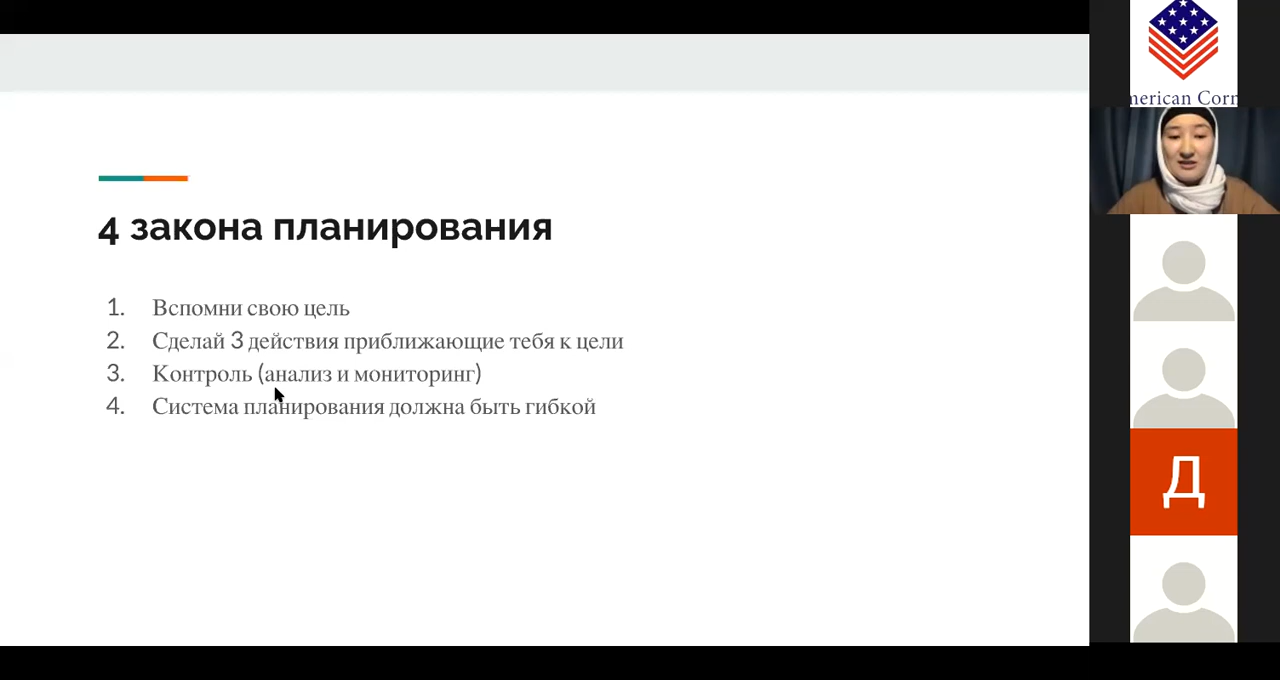 merican Corn
4 закона планирования
1. Вспомни свою цель
2. Сделай 3 действия приближающие тебя к цели
3. Контроль (анализ и мониторинг)
4. Система планирования должна быть гибкой
Д